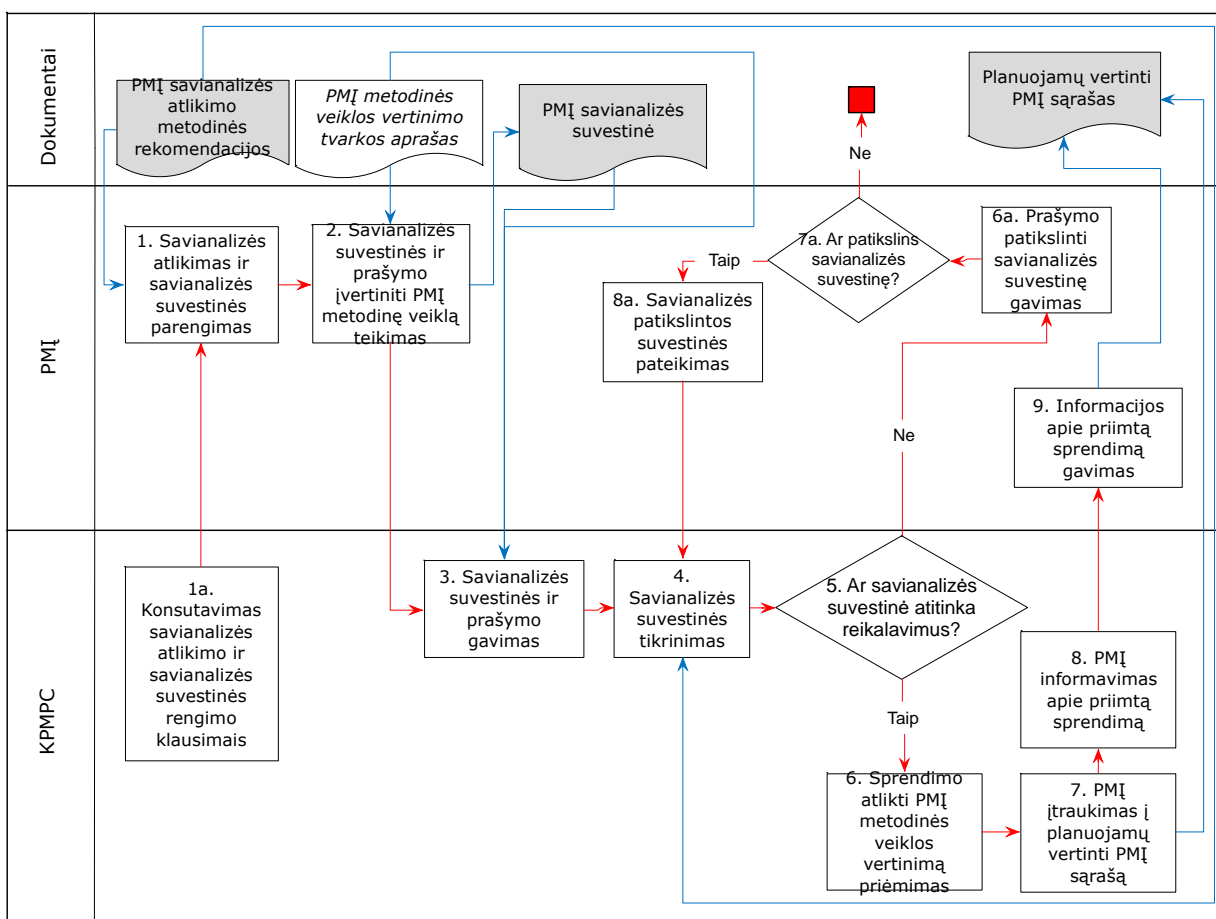 Dokumentai
PMĮ savianalizės
atlikimo
metodinės
rekomendacijos
PMĮ metodinės
veiklos vertinimo
tvarkos aprašas
PMĮ savianalizės
suvestinė
Planuojamų vertinti
PMĮ sąrašas
Ne
PMĮ
1. Savianalizės
atlikimas ir
savianalizės
suvestinės
parengimas
2. Savianalizės
suvestinės ir
prašymo
įvertiniti PMĮ
metodinę veiklą
teikimas
Taip
7a. Ar patikslins
savianalizės
suvestinę?
6a. Prašymo
patikslinti
savianalizės
suvestinę
gavimas
8a. Savianalizės
patikslintos
suvestinės
pateikimas
Ne
9. Informacijos
apie priimtą
sprendimą
gavimas
KPMPC
1a.
Konsutavimas
savianalizės
atlikimo ir
savianalizės
suvestinės
rengimo
klausimais
3. Savianalizės
suvestinės ir
prašymo
gavimas
4.
Savianalizės
suvestinės
tikrinimas
5. Ar savianalizės
suvestinė atitinka
reikalavimus?
Taip
8. PMĮ
informavimas
apie priimtą
sprendimą
6. Sprendimo
atlikti PMĮ
metodinės
veiklos
vertinimą
priėmimas
7. PMĮ
įtraukimas į
planuojamų
vertinti PMĮ
sąrašą